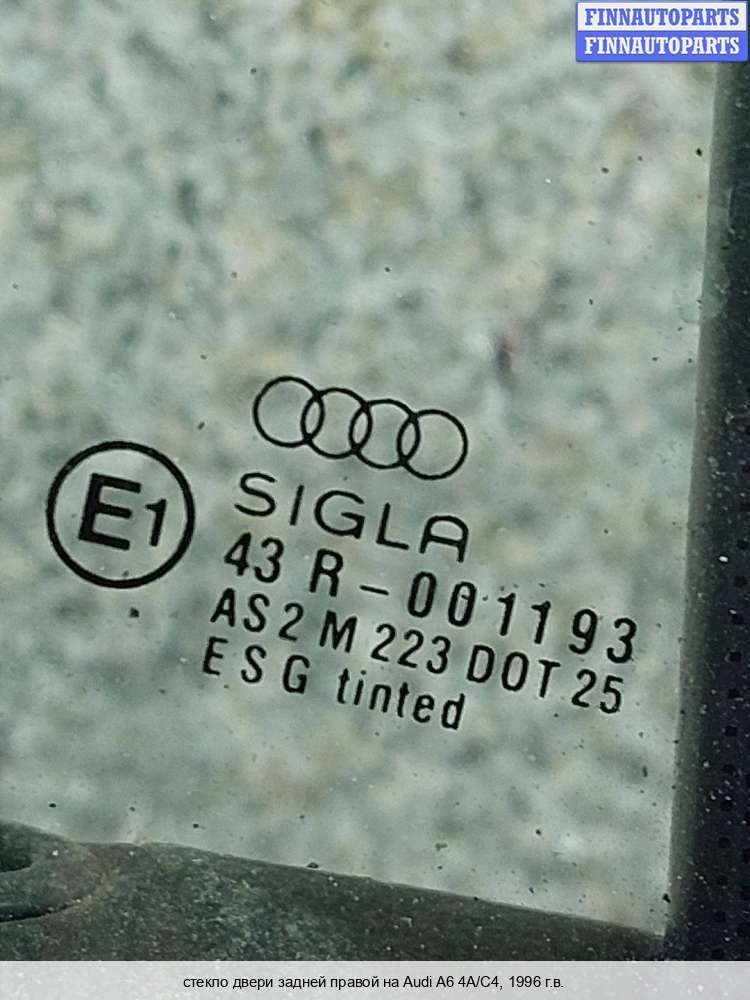 FINNAUTOPARTS
FINNAUTOPARTS
E1
SIGLA
43 R - 001193
AS2 M 223 DOT 25
ESG tinted
стекло двери задней правой на Audi A6 4A/C4, 1996 г.в.